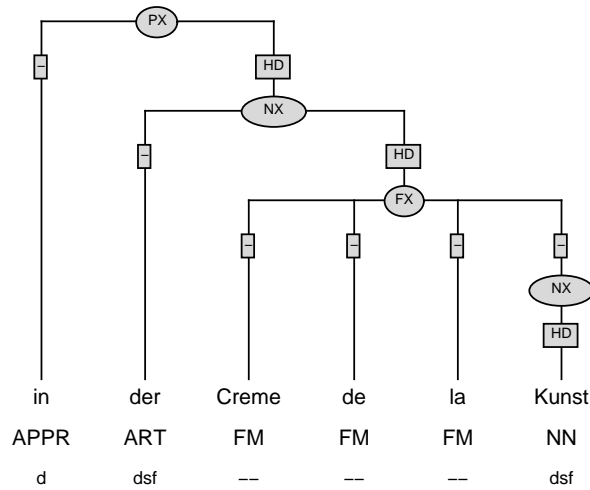 PX
– HD
NX
– HD
FX
– – – –
NX
HD
in der Creme de la Kunst
APPR ART FM FM FM NN
d dsf –– –– –– dsf